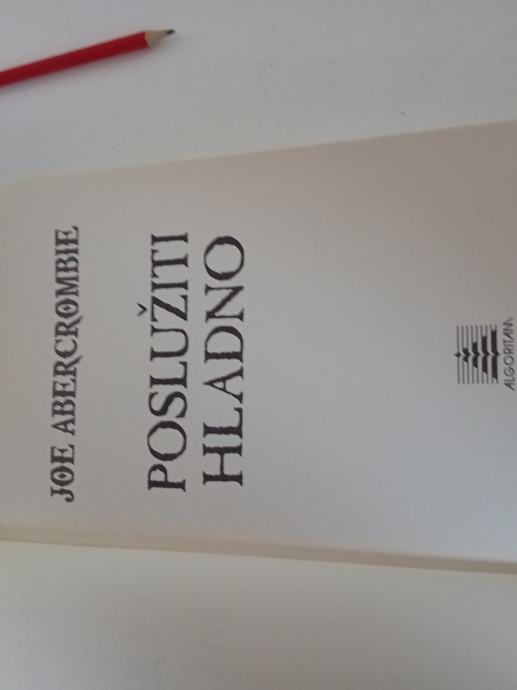 JOE ABERCROMBIE
POSLUŽITI
HLADNO
ALGORITAM